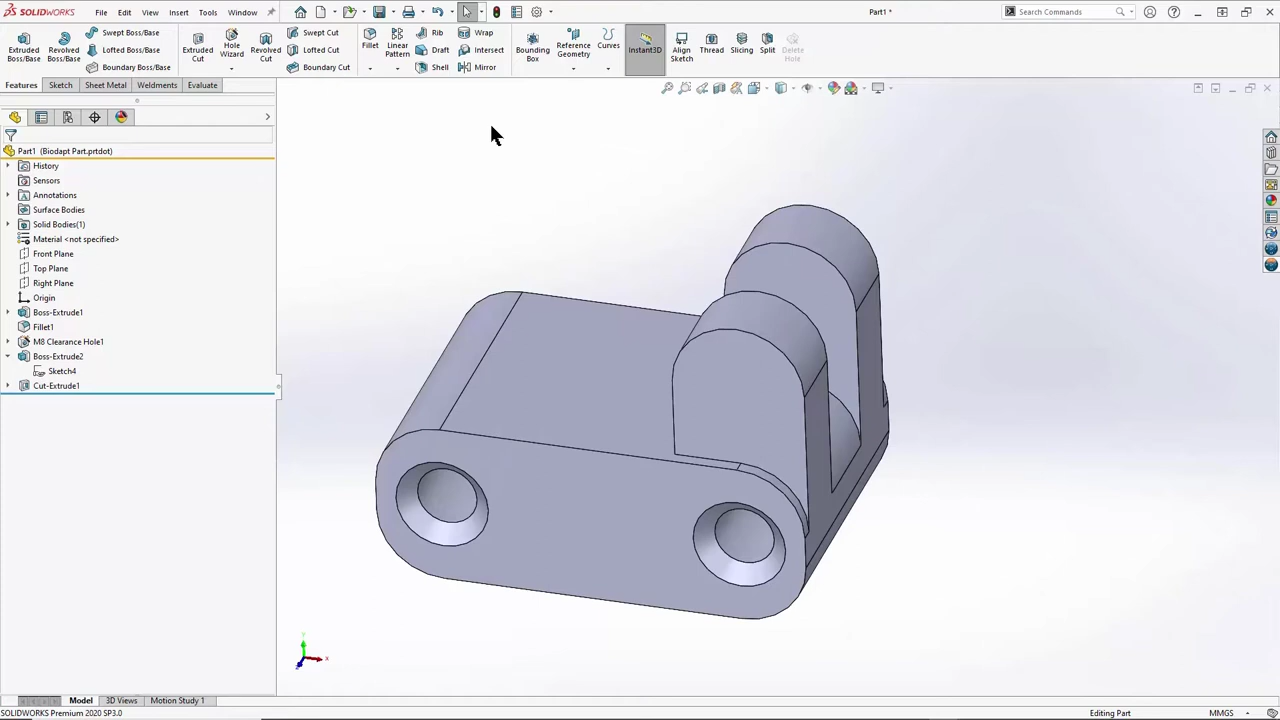 SOLIDWORKS File Edit View Insert Tools Window Part1 * Search Commands
Extruded Boss/Base
Revolved Boss/Base
Swept Boss/Base
Lofted Boss/Base
Boundary Boss/Base
Extruded Cut
Hole Wizard
Revolved Cut
Swept Cut
Lofted Cut
Boundary Cut
Fillet
Linear Pattern
Rib
Draft
Shell
Wrap
Intersect
Mirror
Bounding Box
Reference Geometry
Curves
Instant3D
Align Sketch
Thread
Slicing
Split
Delete Hole
Features Sketch Sheet Metal Weldments Evaluate
Part1 (Biodapt Part.prtdot)
History
Sensors
Annotations
Surface Bodies
Solid Bodies(1)
Material <not specified>
Front Plane
Top Plane
Right Plane
Origin
Boss-Extrude1
Fillet1
M8 Clearance Hole1
Boss-Extrude2
Sketch4
Cut-Extrude1
Y
X
Z
Model 3D Views Motion Study 1
SOLIDWORKS Premium 2020 SP3.0 Editing Part MMGS